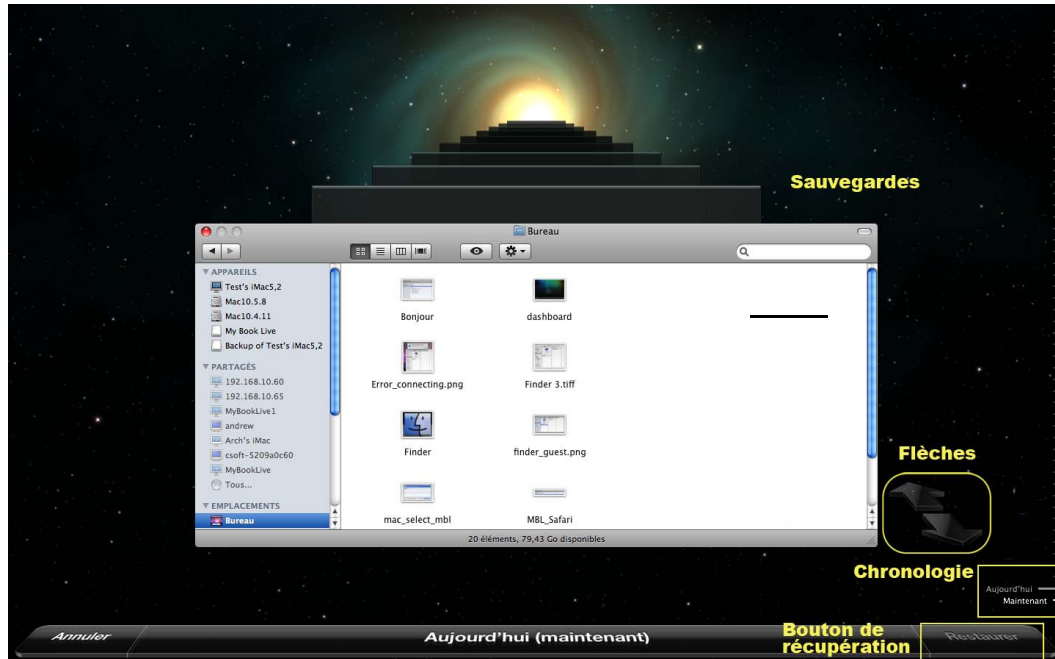 Sauvegardes
Bureau
APPAREILS
Test's iMac5,2
Mac10.5.8
Mac10.4.11
My Book Live
Backup of Test's iMac5,2
PARTAGÉS
192.168.10.60
192.168.10.65
MyBookLive1
andrew
Arch's iMac
csoft-5209a0c60
MyBookLive
Tous...
EMPLACEMENTS
Bureau
Bonjour
dashboard
Error_connecting.png
Finder 3.tiff
Finder
finder_guest.png
mac_select_mbl
MBL_Safari
20 éléments, 79,43 Go disponibles
Flèches
Chronologie
Aujourd'hui
Maintenant
Annuler
Aujourd'hui (maintenant)
Bouton de
récupération
Restaurer